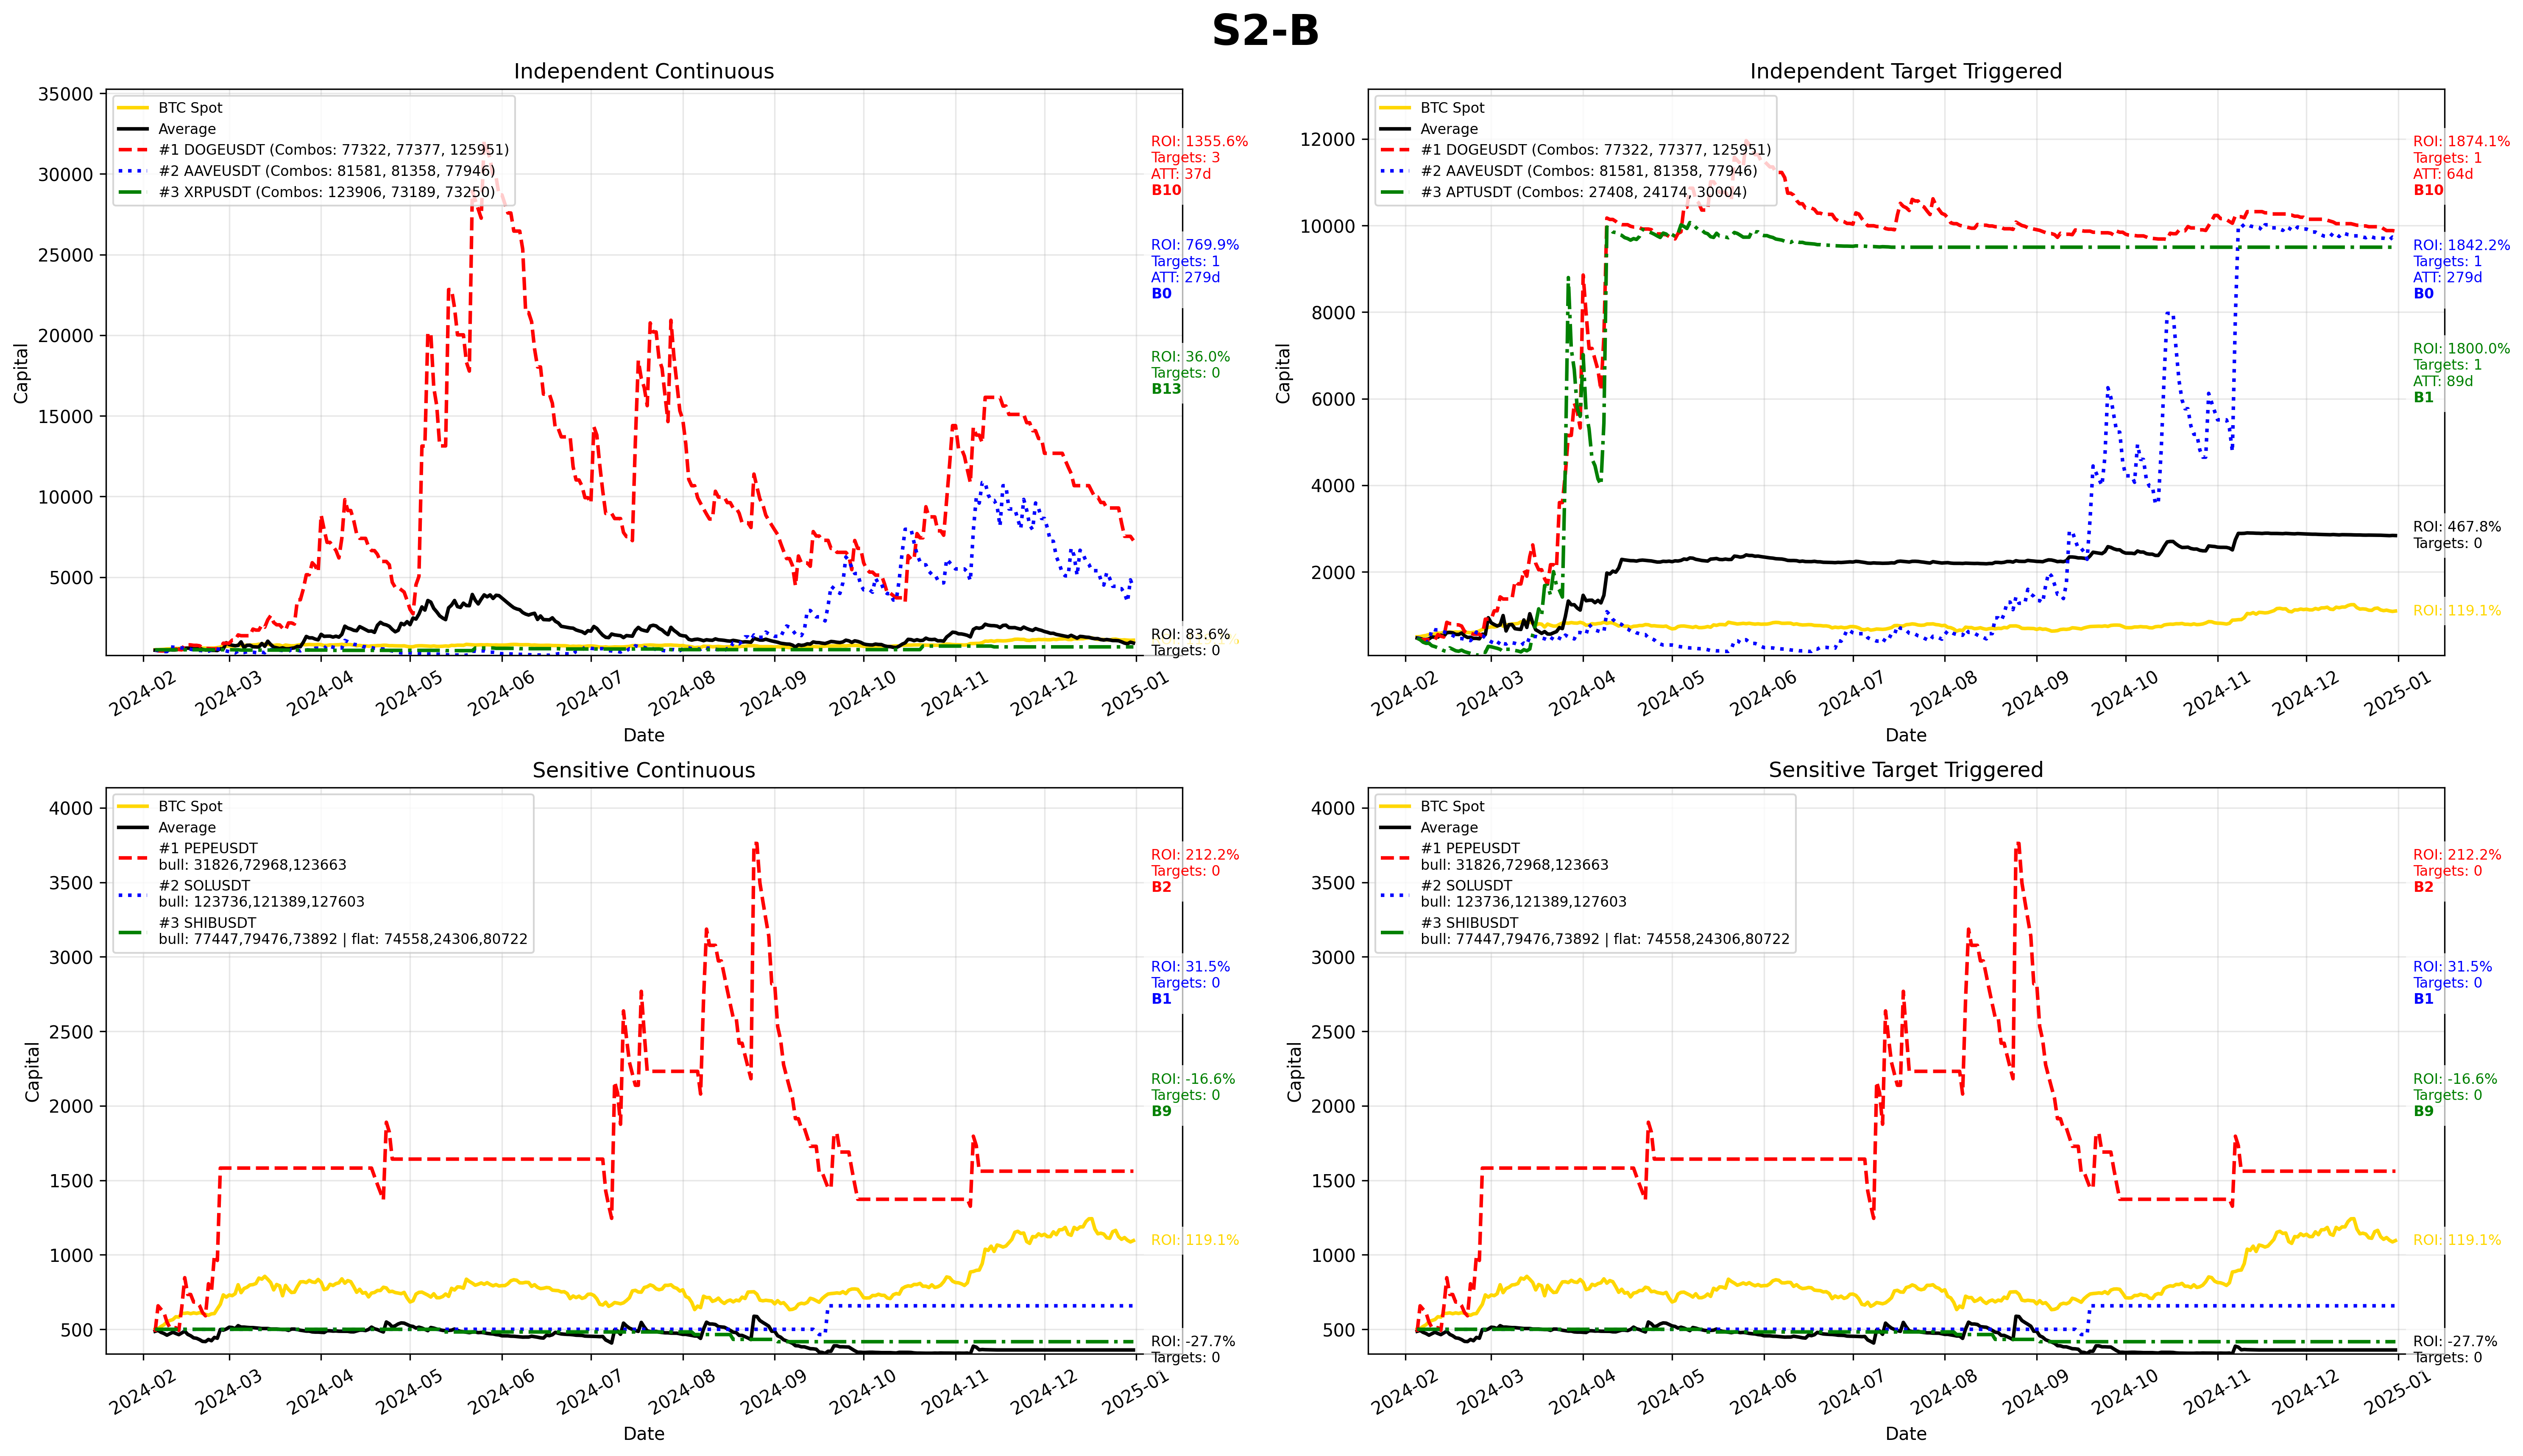 S2-B
Independent Continuous
35000
30000
25000
20000
15000
10000
5000
Capital
BTC Spot
Average
#1 DOGEUSDT (Combos: 77322, 77377, 125951)
#2 AAVEUSDT (Combos: 81581, 81358, 77946)
#3 XRPUSDT (Combos: 123906, 73189, 73250)
ROI: 1355.6%
Targets: 3
ATT: 37d
B10
ROI: 769.9%
Targets: 1
ATT: 279d
B0
ROI: 36.0%
Targets: 0
B13
ROI: 83.6%
Targets: 0
2024-02
2024-03
2024-04
2024-05
2024-06
2024-07
2024-08
2024-09
2024-10
2024-11
2024-12
2025-01
Date
Independent Target Triggered
12000
10000
8000
6000
4000
2000
Capital
BTC Spot
Average
#1 DOGEUSDT (Combos: 77322, 77377, 125951)
#2 AAVEUSDT (Combos: 81581, 81358, 77946)
#3 APTUSDT (Combos: 27408, 24174, 30004)
ROI: 1874.1%
Targets: 1
ATT: 64d
B10
ROI: 1842.2%
Targets: 1
ATT: 279d
B0
ROI: 1800.0%
Targets: 1
ATT: 89d
B1
ROI: 467.8%
Targets: 0
ROI: 119.1%
2024-02
2024-03
2024-04
2024-05
2024-06
2024-07
2024-08
2024-09
2024-10
2024-11
2024-12
2025-01
Date
Sensitive Continuous
4000
3500
3000
2500
2000
1500
1000
500
Capital
BTC Spot
Average
#1 PEPEUSDT
bull: 31826,72968,123663
#2 SOLUSDT
bull: 123736,121389,127603
#3 SHIBUSDT
bull: 77447,79476,73892 | flat: 74558,24306,80722
ROI: 212.2%
Targets: 0
B2
ROI: 31.5%
Targets: 0
B1
ROI: -16.6%
Targets: 0
B9
ROI: 119.1%
ROI: -27.7%
Targets: 0
2024-02
2024-03
2024-04
2024-05
2024-06
2024-07
2024-08
2024-09
2024-10
2024-11
2024-12
2025-01
Date
Sensitive Target Triggered
4000
3500
3000
2500
2000
1500
1000
500
Capital
BTC Spot
Average
#1 PEPEUSDT
bull: 31826,72968,123663
#2 SOLUSDT
bull: 123736,121389,127603
#3 SHIBUSDT
bull: 77447,79476,73892 | flat: 74558,24306,80722
ROI: 212.2%
Targets: 0
B2
ROI: 31.5%
Targets: 0
B1
ROI: -16.6%
Targets: 0
B9
ROI: 119.1%
ROI: -27.7%
Targets: 0
2024-02
2024-03
2024-04
2024-05
2024-06
2024-07
2024-08
2024-09
2024-10
2024-11
2024-12
2025-01
Date